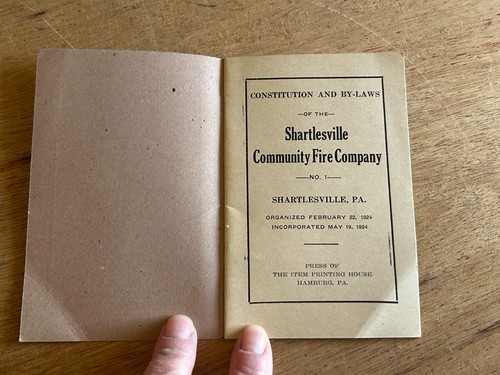 CONSTITUTION AND BY-LAWS
—OF THE—
Shartlesville
Community Fire Company
—NO. 1—
SHARTLESVILLE, PA.
ORGANIZED FEBRUARY 22, 1924
INCORPORATED MAY 19, 1924
PRESS OF
THE ITEM PRINTING HOUSE
HAMBURG, PA.